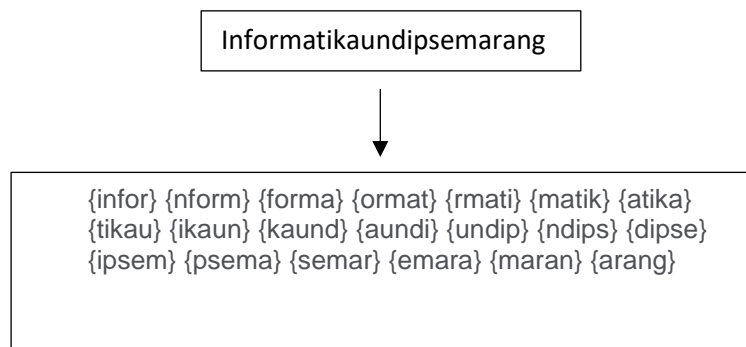 Informatikaundipsemarang
{infor} {nform} {forma} {ormat} {rmati} {matik} {atika}
{tikau} {ikaun} {kaund} {aundi} {undip} {ndips} {dipse}
{ipsem} {psema} {semar} {emara} {maran} {arang}